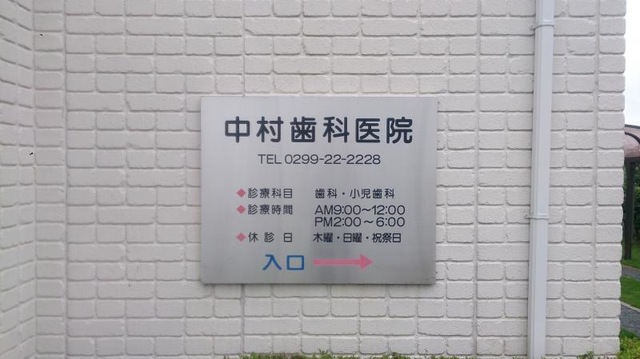 中村歯科医院
TEL 0299-22-2228
◆診療科目 歯科・小児歯科
◆診療時間 AM9:00〜12:00
PM2:00〜6:00
◆休診日 木曜・日曜・祝祭日
入口 →